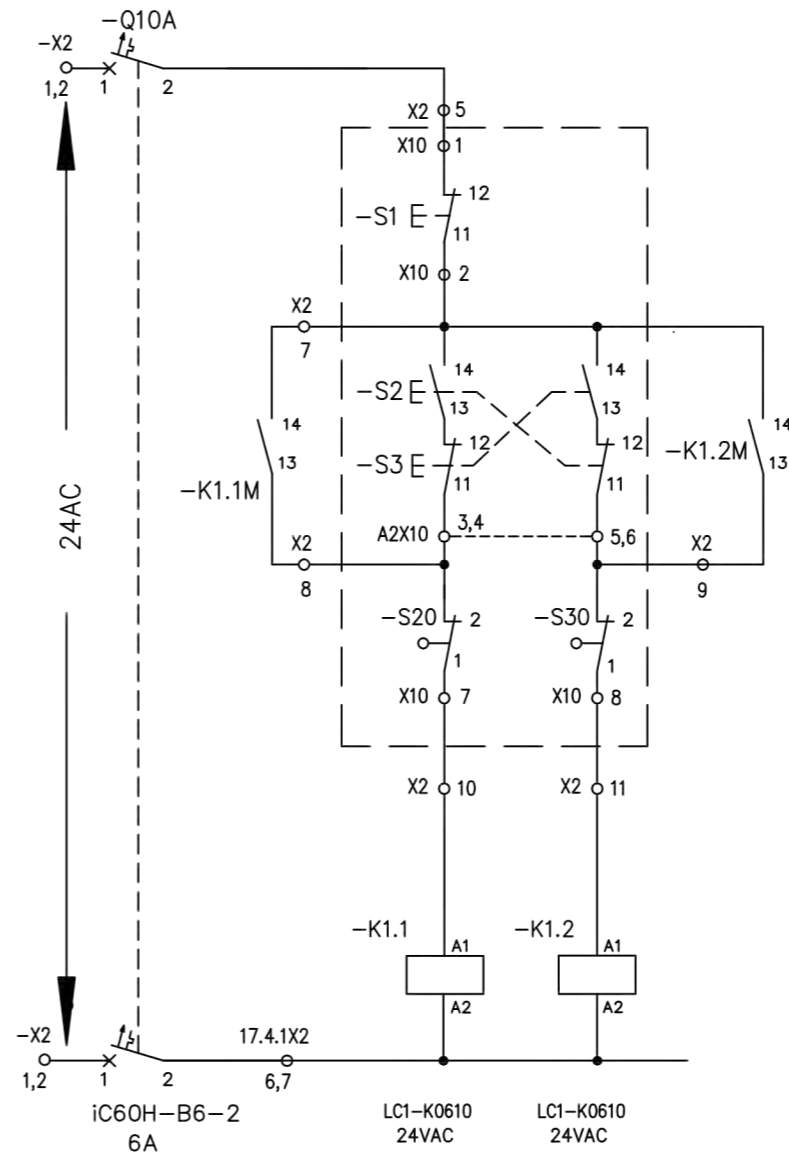 -Q10A
-X2
1,2
1
2
X2
5
X10
1
12
-S1
11
X10
2
X2
7
14
-S2
13
14
13
14
13
-K1.1M
12
-S3
11
12
11
-K1.2M
14
13
24AC
A2X10
3,4
5,6
X2
8
X2
9
-S20
2
1
-S30
2
1
X10
7
X10
8
X2
10
X2
11
-K1.1
A1
A2
-K1.2
A1
A2
-X2
1,2
1
2
17.4.1X2
6,7
iC60H-B6-2
6A
LC1-K0610
24VAC
LC1-K0610
24VAC